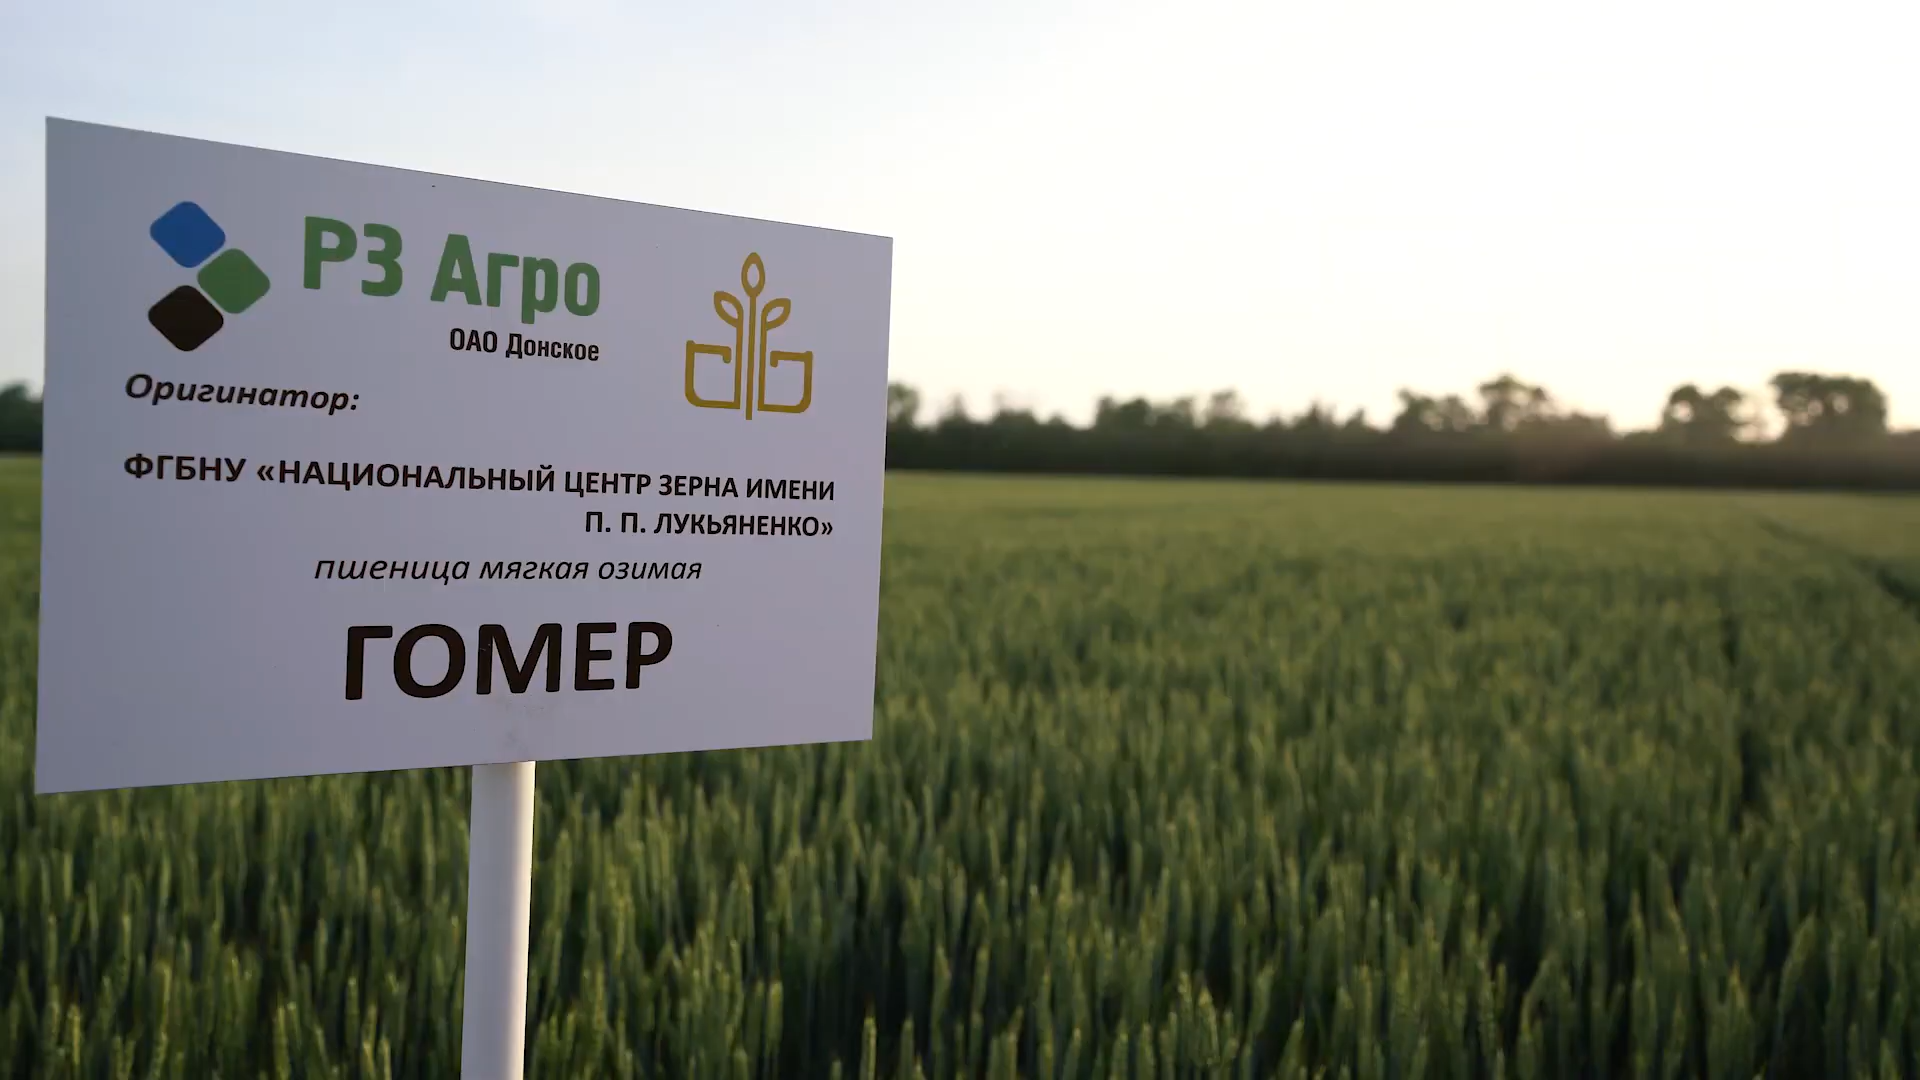 РЗ Агро
ОАО Донское
Оригинатор:
ФГБНУ «НАЦИОНАЛЬНЫЙ ЦЕНТР ЗЕРНА ИМЕНИ
П. П. ЛУКЬЯНЕНКО»
пшеница мягкая озимая
ГОМЕР